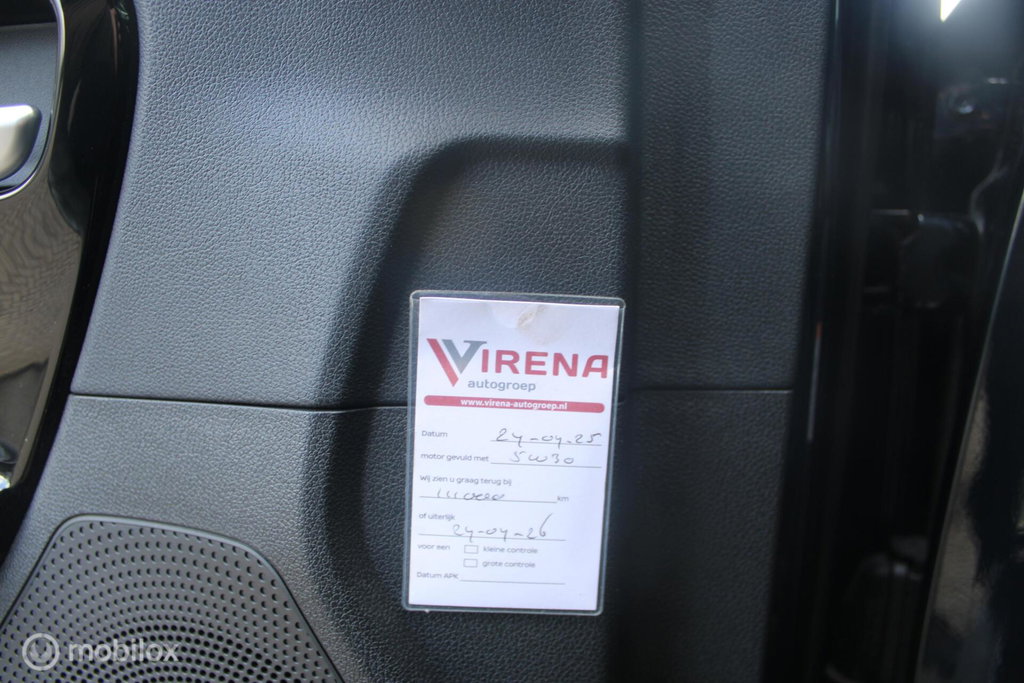 VIRENA
autogroep
www.virena-autogroep.nl
Datum 24-04-25
motor gevuld met 5W30
Wij zien u graag terug bij
km
of uiterlijk
24-04-26
voor een kleine controle
grote controle
Datum APK
mobilox